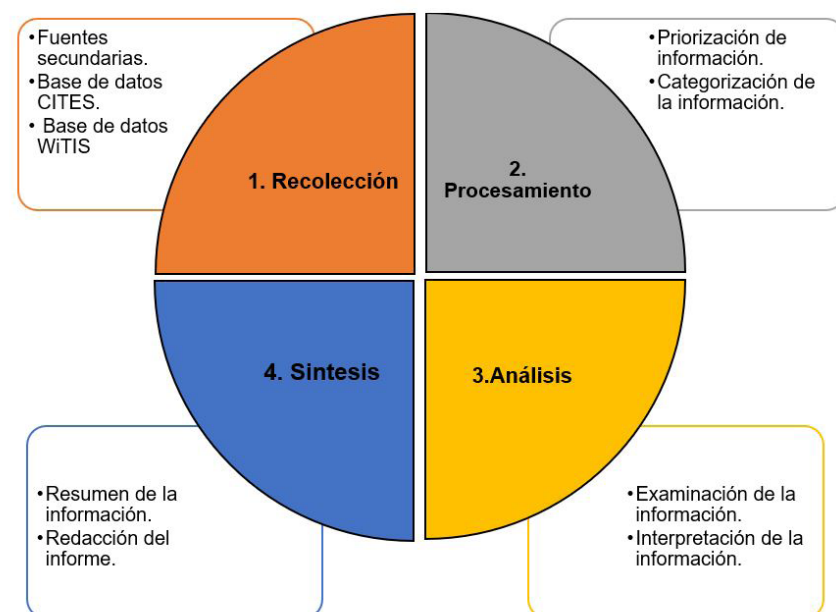 •Fuentes
secundarias.
•Base de datos
CITES.
• Base de datos
WiTIS
1. Recolección
2.
Procesamiento
•Priorización de
información.
•Categorización de
la información.
4. Sintesis
3.Análisis
•Resumen de la
información.
•Redacción del
informe.
•Examinación de la
información.
•Interpretación de la
información.